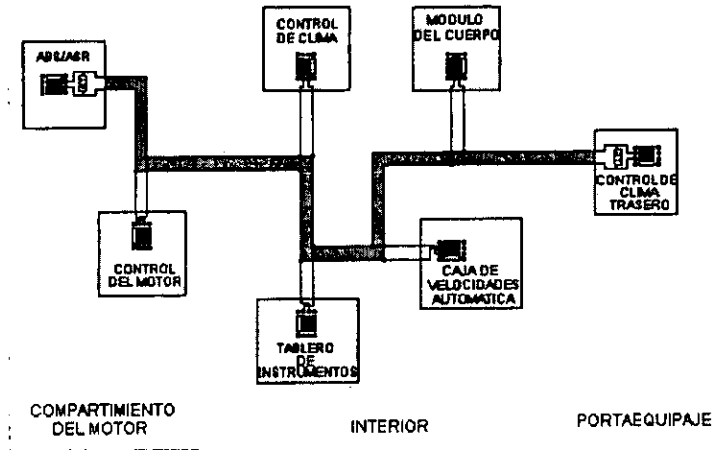 ABS/ASR
CONTROL
DE CLIMA
MODULO
DEL CUERPO
CONTROL DE
CLIMA
TRASERO
CONTROL
DEL MOTOR
CAJA DE
VELOCIDADES
AUTOMATICA
TABLERO
DE
INSTRUMENTOS
COMPARTIMIENTO
DEL MOTOR
INTERIOR
PORTAEQUIPAJE